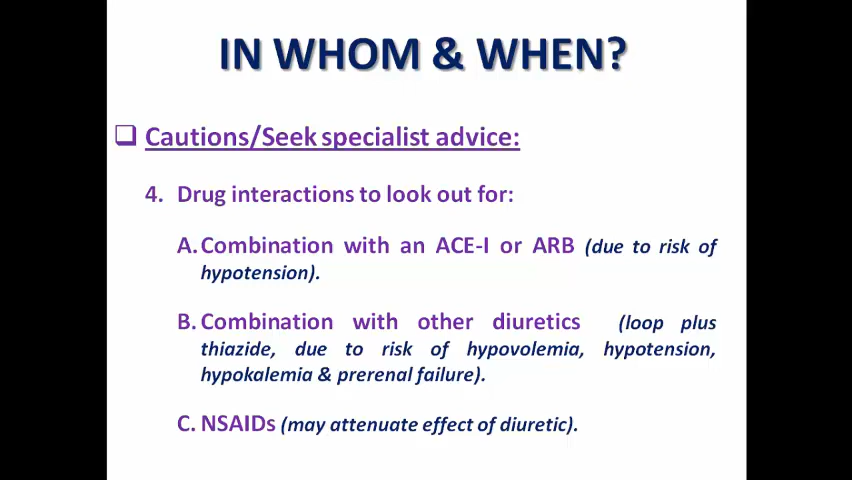 IN WHOM & WHEN?
❑ Cautions/Seek specialist advice:
4. Drug interactions to look out for:
A. Combination with an ACE-I or ARB (due to risk of
hypotension).
B. Combination with other diuretics (loop plus
thiazide, due to risk of hypovolemia, hypotension,
hypokalemia & prerenal failure).
C. NSAIDs (may attenuate effect of diuretic).